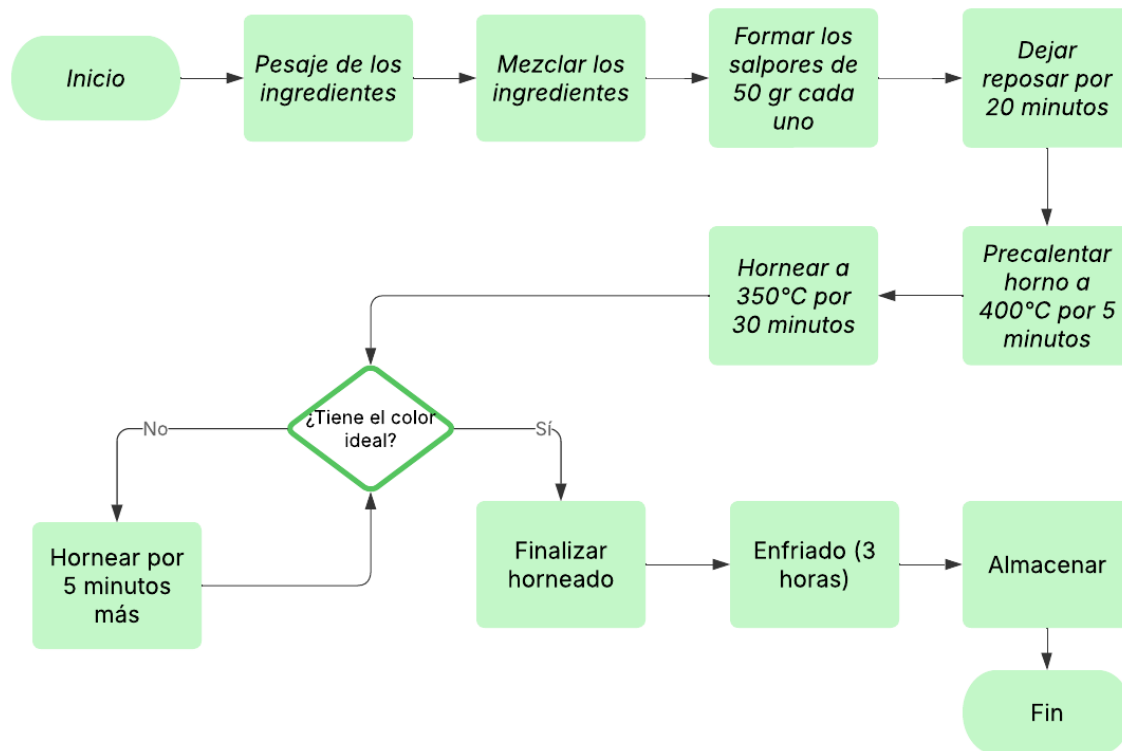 Inicio
Pesaje de los
ingredientes
Mezclar los
ingredientes
Formar los
salpores de
50 gr cada
uno
Dejar
reposar por
20 minutos
Precalentar
horno a
400°C por 5
minutos
Hornear a
350°C por
30 minutos
¿Tiene el color
ideal?
No
Sí
Hornear por
5 minutos
más
Finalizar
horneado
Enfriado (3
horas)
Almacenar
Fin